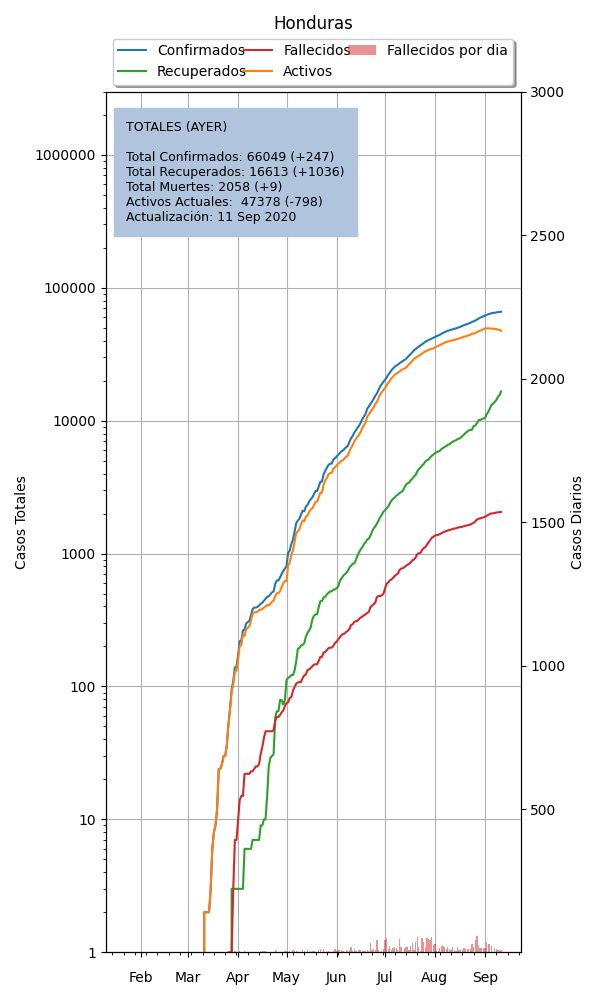 Honduras
Confirmados Fallecidos Fallecidos por dia
Recuperados Activos
TOTALES (AYER)
Total Confirmados: 66049 (+247)
Total Recuperados: 16613 (+1036)
Total Muertes: 2058 (+9)
Activos Actuales:  47378 (-798)
Actualización: 11 Sep 2020
Casos Totales
1000000
100000
10000
1000
100
10
1
3000
2500
2000
1500
1000
500
Casos Diarios
Feb Mar Apr May Jun Jul Aug Sep